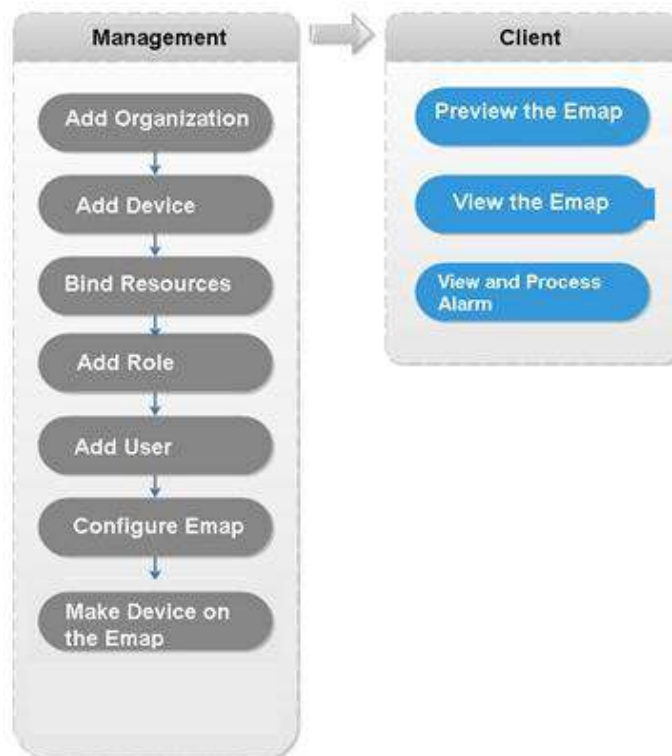 Management
Add Organization
Add Device
Bind Resources
Add Role
Add User
Configure Emap
Make Device on
the Emap
Client
Preview the Emap
View the Emap
View and Process
Alarm